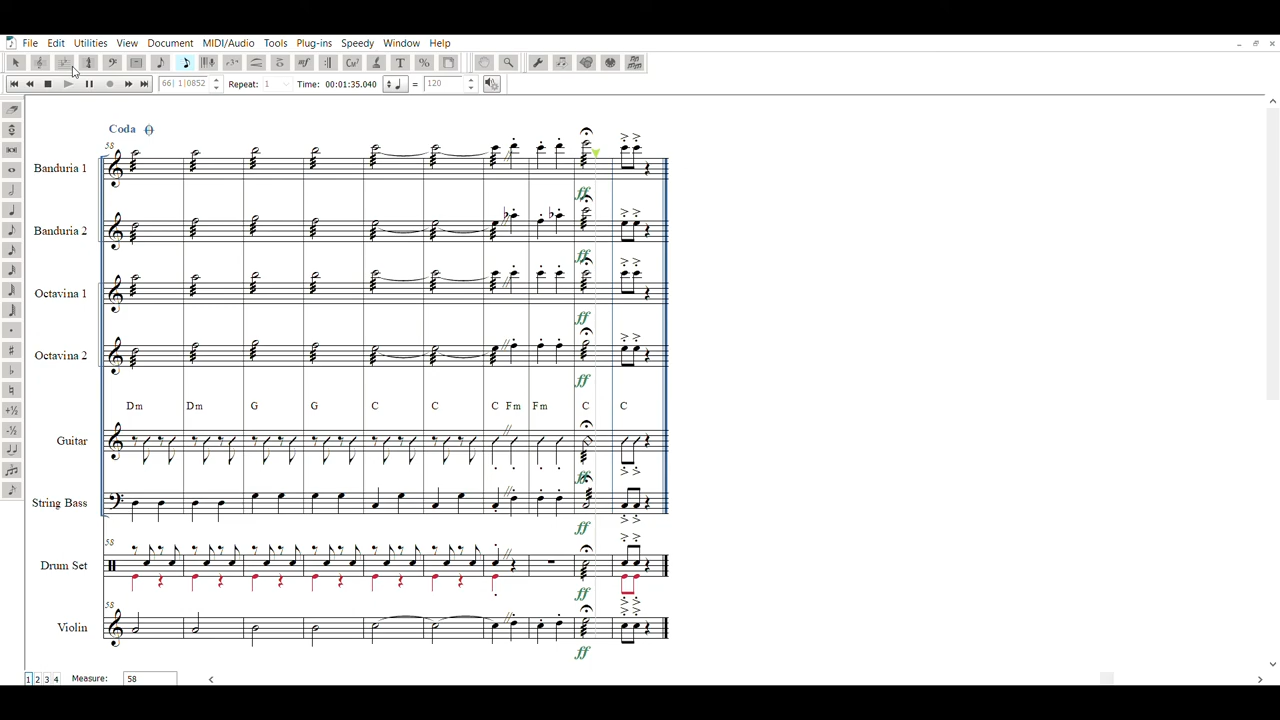 File Edit Utilities View Document MIDI/Audio Tools Plug-ins Speedy Window Help
66| 1|0852 Repeat: 1 Time: 00:01:35.040 = 120
Coda
58
Banduria 1
ff
Banduria 2
ff
Octavina 1
ff
Octavina 2
ff
Dm Dm G G C C C Fm Fm C C
Guitar
ff
String Bass
ff
58
Drum Set
ff
58
Violin
ff
1 2 3 4 Measure: 58